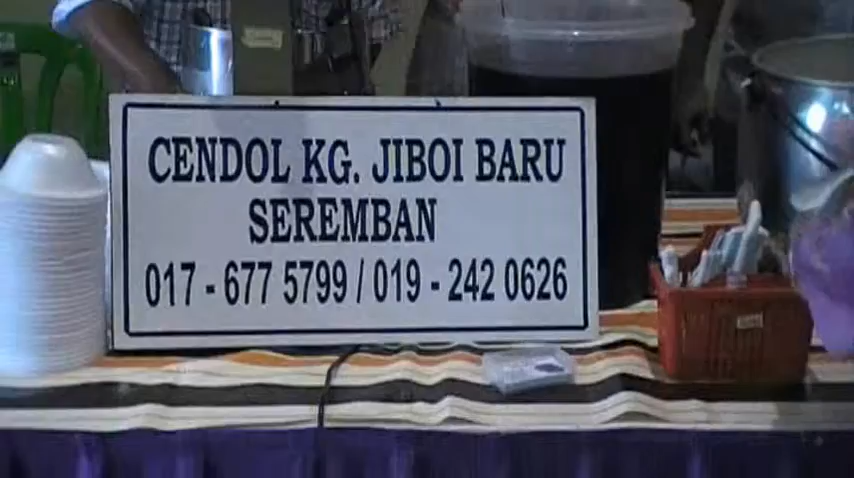 CENDOL KG. JIBOI BARU
SEREMBAN
017 - 677 5799 / 019 - 242 0626